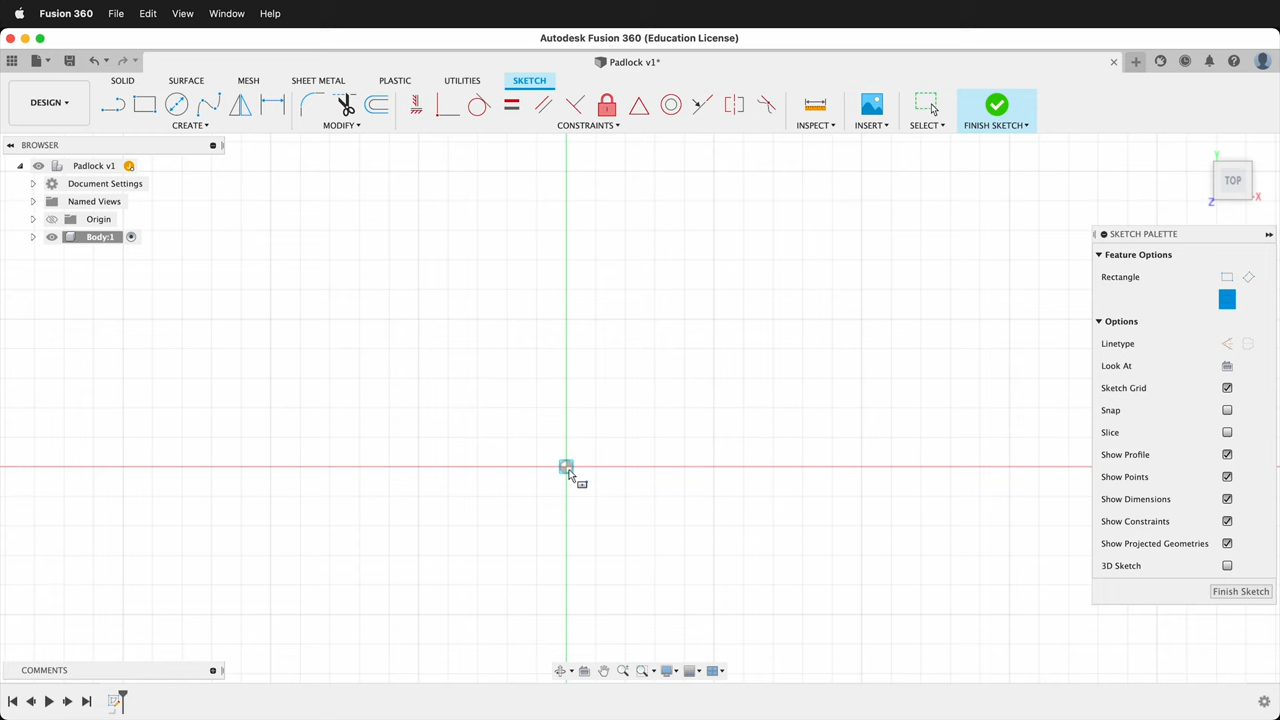 Fusion 360 File Edit View Window Help
Autodesk Fusion 360 (Education License)
Padlock v1*
DESIGN
SOLID SURFACE MESH SHEET METAL PLASTIC UTILITIES SKETCH
CREATE MODIFY CONSTRAINTS INSPECT INSERT SELECT FINISH SKETCH
BROWSER
Padlock v1
Document Settings
Named Views
Origin
Body:1
Y
TOP
Z
X
SKETCH PALETTE
Feature Options
Rectangle
Options
Linetype
Look At
Sketch Grid
Snap
Slice
Show Profile
Show Points
Show Dimensions
Show Constraints
Show Projected Geometries
3D Sketch
Finish Sketch
COMMENTS